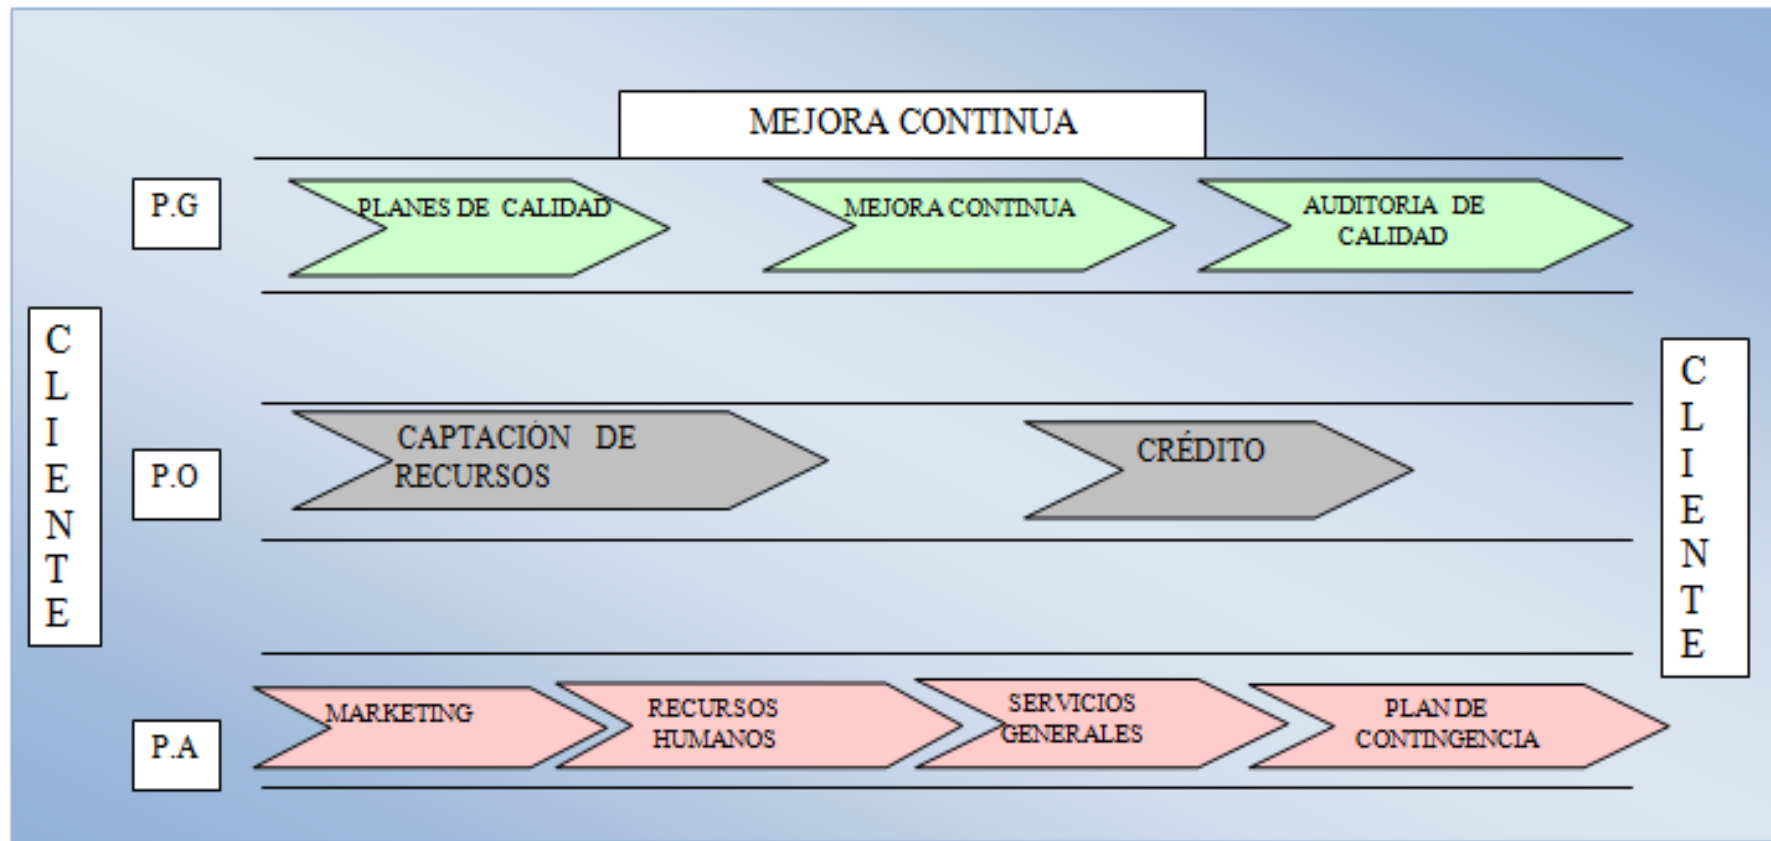 MEJORA CONTINUA
P.G
PLANES DE CALIDAD
MEJORA CONTINUA
AUDITORIA DE
CALIDAD
C
L
I
E
N
T
E
P.O
CAPTACIÓN DE
RECURSOS
CRÉDITO
C
L
I
E
N
T
E
P.A
MARKETING
RECURSOS
HUMANOS
SERVICIOS
GENERALES
PLAN DE
CONTINGENCIA